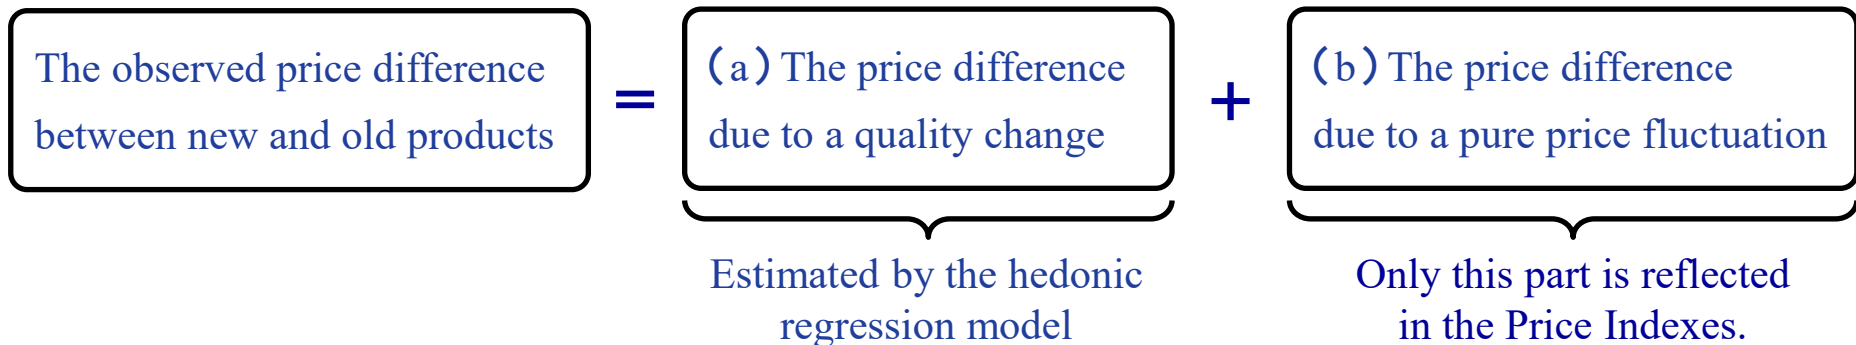 The observed price difference
between new and old products
=
(a) The price difference
due to a quality change
+
(b) The price difference
due to a pure price fluctuation
Estimated by the hedonic
regression model
Only this part is reflected
in the Price Indexes.